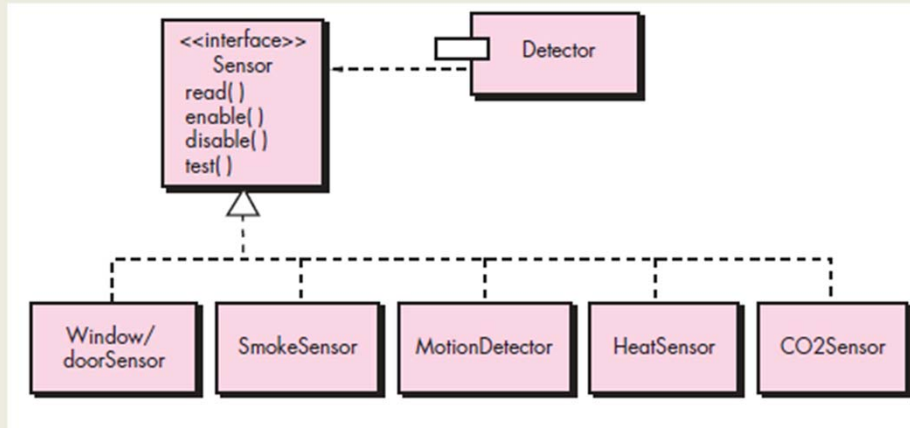 <<interface>>
Sensor
read( )
enable( )
disable( )
test( )
Detector
Window/
doorSensor
SmokeSensor
MotionDetector
HeatSensor
CO2Sensor